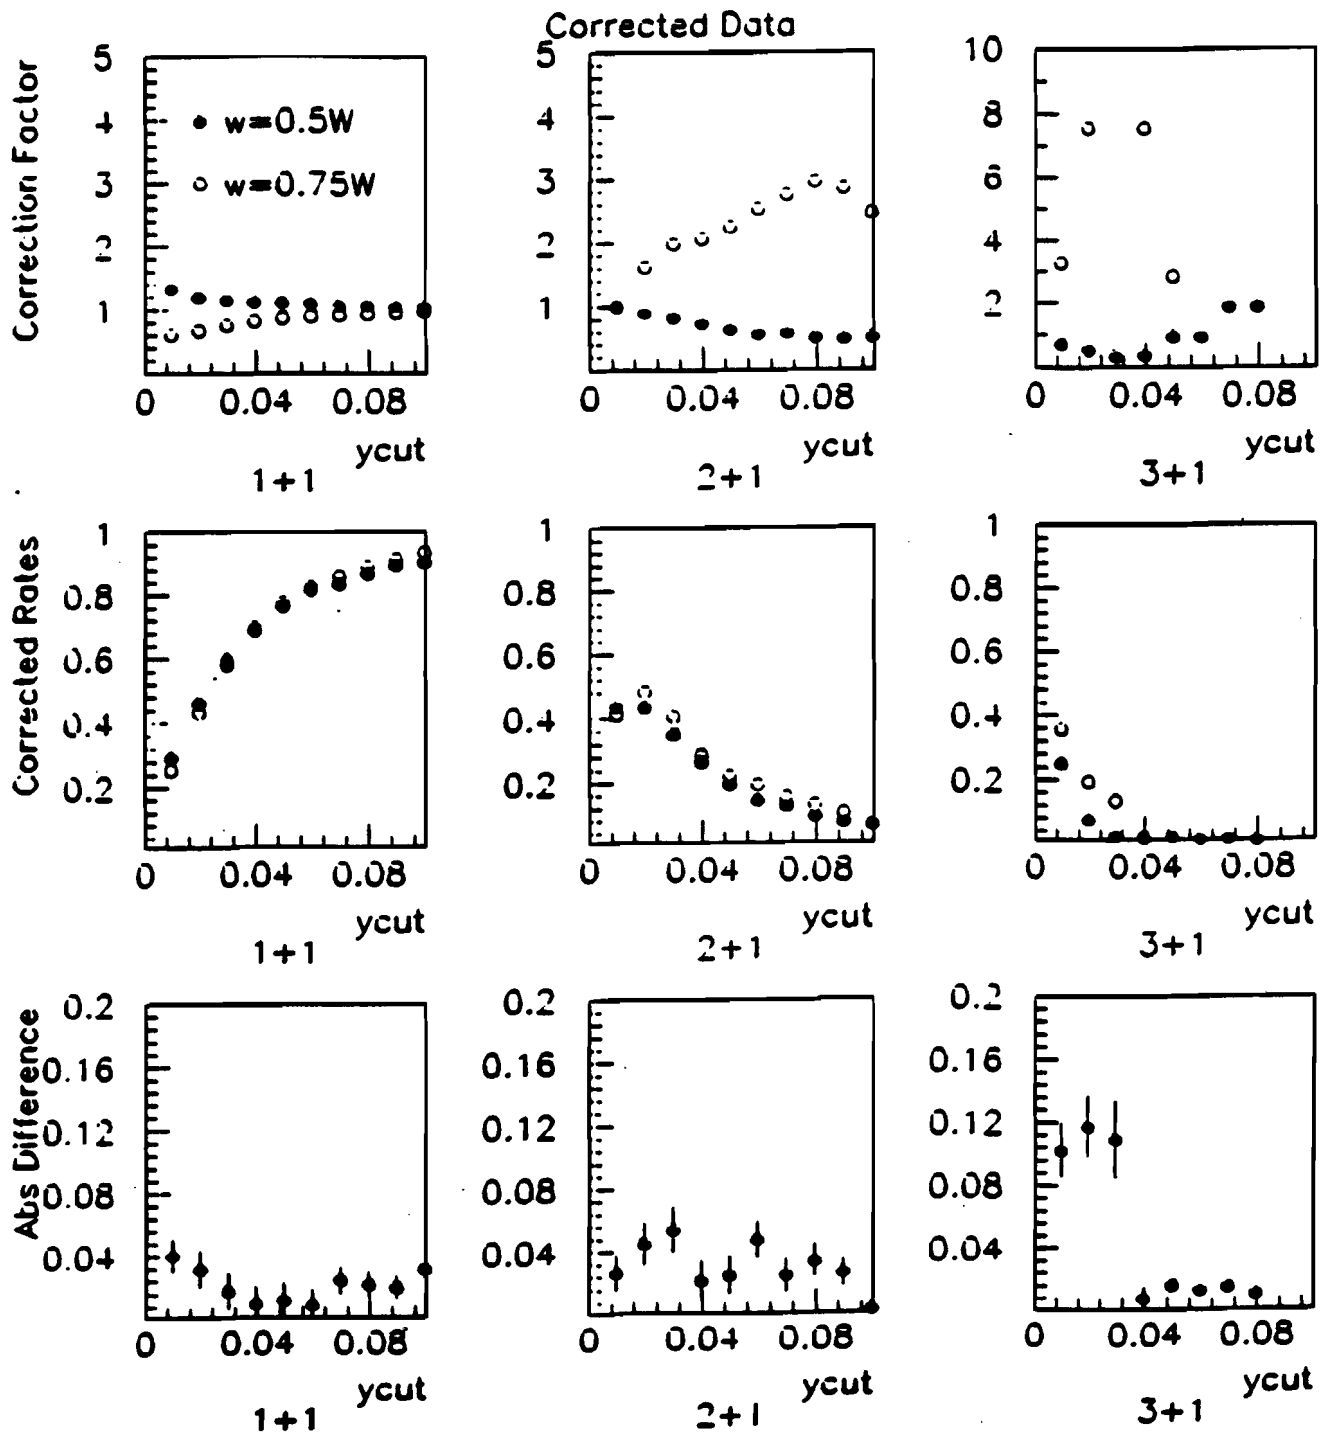 Corrected Data
Correction Factor
5
4
3
2
1
w=0.5W
w=0.75W
0 0.04 0.08
ycut
1+1
5
4
3
2
1
0 0.04 0.08
ycut
2+1
10
8
6
4
2
0 0.04 0.08
ycut
3+1
Corrected Rates
1
0.8
0.6
0.4
0.2
0 0.04 0.08
ycut
1+1
1
0.8
0.6
0.4
0.2
0 0.04 0.08
ycut
2+1
1
0.8
0.6
0.4
0.2
0 0.04 0.08
ycut
3+1
Abs Difference
0.2
0.16
0.12
0.08
0.04
0 0.04 0.08
ycut
1+1
0.2
0.16
0.12
0.08
0.04
0 0.04 0.08
ycut
2+1
0.2
0.16
0.12
0.08
0.04
0 0.04 0.08
ycut
3+1